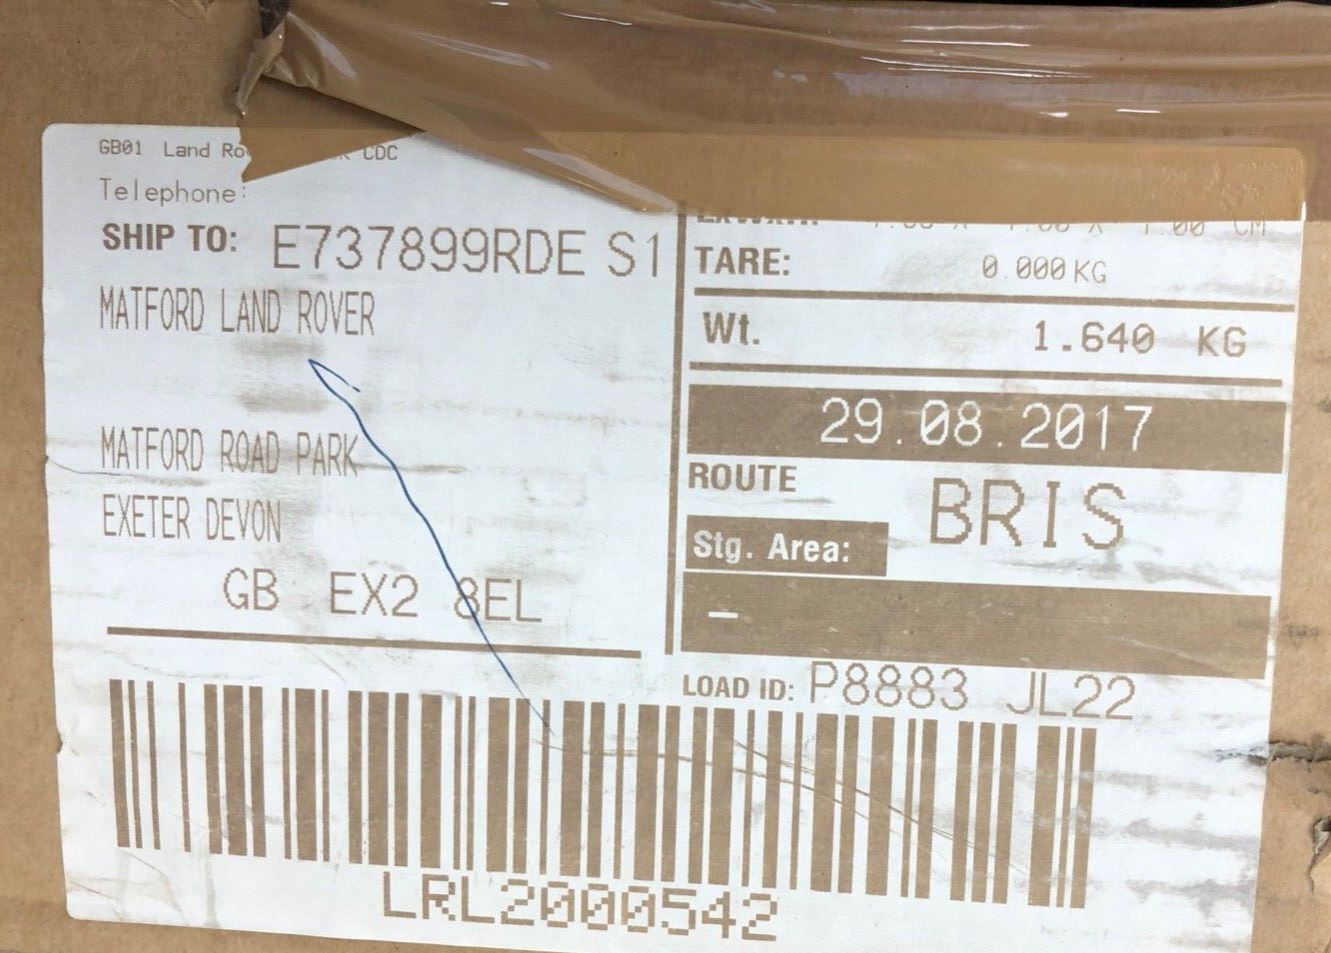 GB01 Land CDC
Telephone:
SHIP TO: E737899RDE S1
MATFORD LAND ROVER
MATFORD ROAD PARK
EXETER DEVON
GB EX2 8EL
TARE: 0.000 KG
Wt. 1.640 KG
29.08.2017
ROUTE BRIS
Stg. Area:
–
LOAD ID: P8883 JL22
LRL2000542